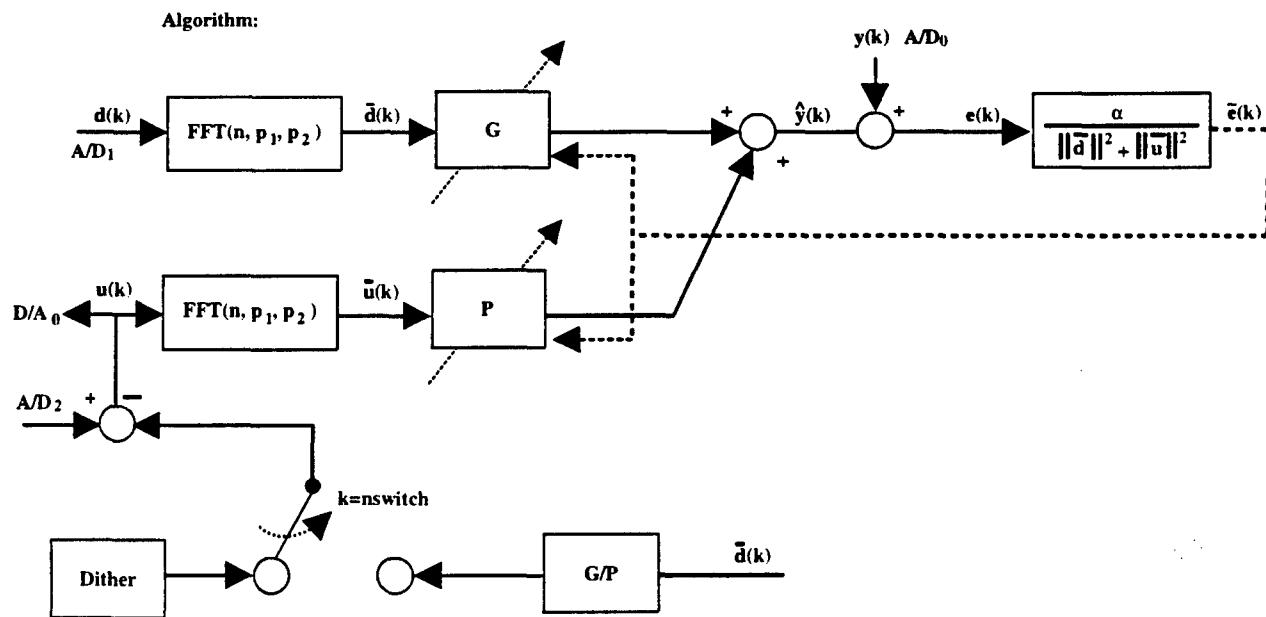 Algorithm:
y(k) A/D₀
d(k)
A/D₁
FFT(n, p₁, p₂)
d̄(k)
G
+
ŷ(k)
+
+
e(k)
α
||d̄||² + ||ū||²
ē(k)
D/A₀
u(k)
FFT(n, p₁, p₂)
ū(k)
P
A/D₂
+
−
k=nswitch
Dither
G/P
d̄(k)